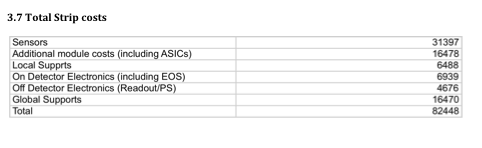 3.7 Total Strip costs
Sensors 31397
Additional module costs (including ASICs) 16478
Local Supprts 6488
On Detector Electronics (including EOS) 6939
Off Detector Electronics (Readout/PS) 4676
Global Supports 16470
Total 82448